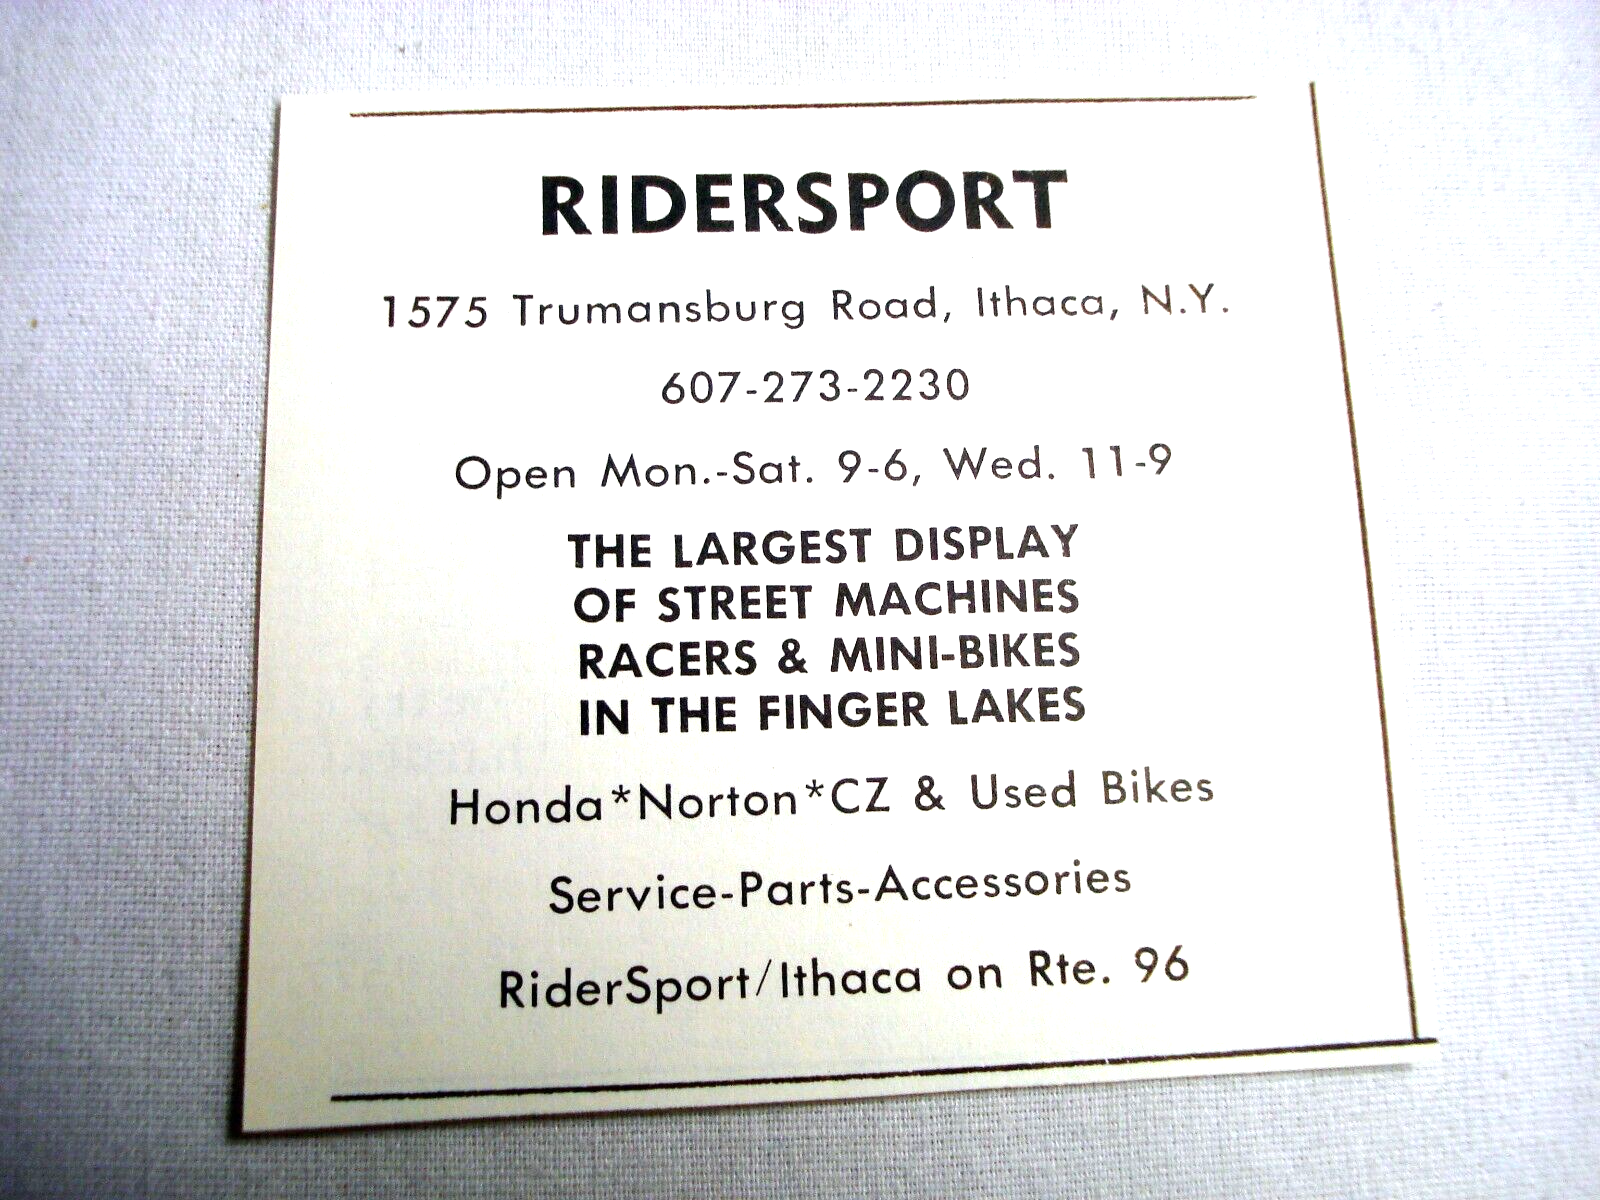 RIDERSPORT
1575 Trumansburg Road, Ithaca, N.Y.
607-273-2230
Open Mon.-Sat. 9-6, Wed. 11-9
THE LARGEST DISPLAY
OF STREET MACHINES
RACERS & MINI-BIKES
IN THE FINGER LAKES
Honda*Norton*CZ & Used Bikes
Service-Parts-Accessories
RiderSport/Ithaca on Rte. 96